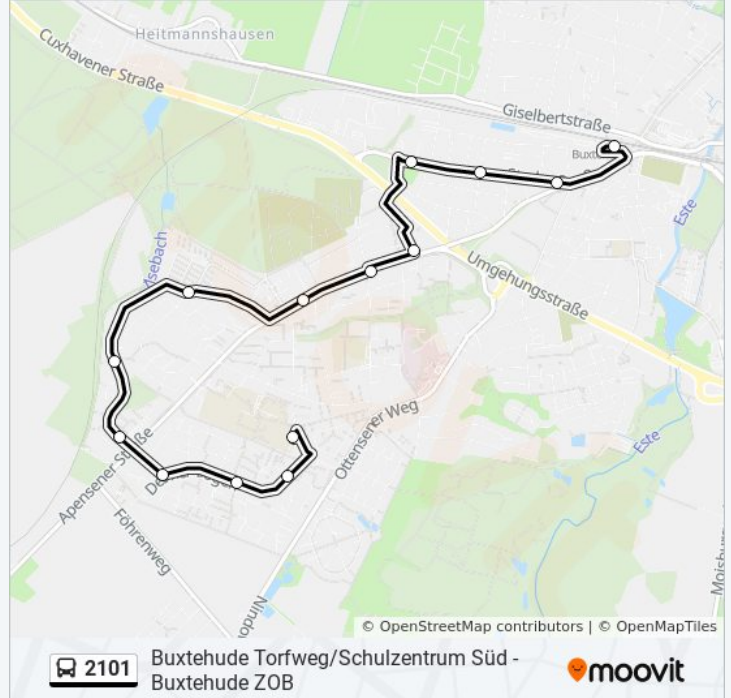 Heitmannshausen
Cuxhavener Straße
Giselbertstraße
Este
Umgehungsstraße
Ottensener Weg
Este
Apensener Straße
Föhrenweg
© OpenStreetMap contributors | © OpenMapTiles
2101
Buxtehude Torfweg/Schulzentrum Süd -
Buxtehude ZOB
moovit